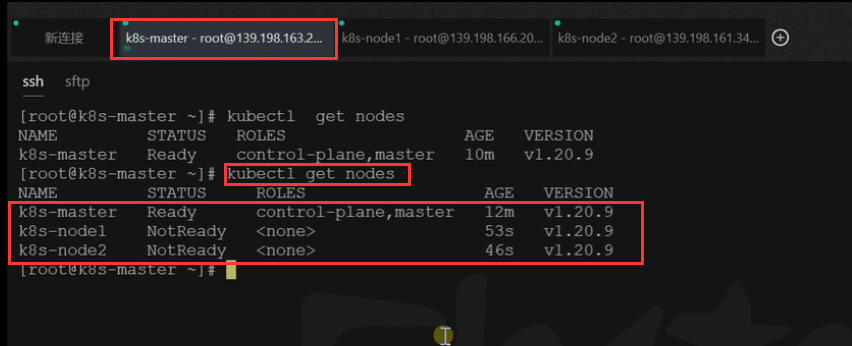 新连接 k8s-master - root@139.198.163.2... k8s-node1 - root@139.198.166.20... k8s-node2 - root@139.198.161.34...
ssh sftp
[root@k8s-master ~]# kubectl  get nodes
NAME STATUS ROLES AGE VERSION
k8s-master Ready control-plane,master 10m v1.20.9
[root@k8s-master ~]# kubectl get nodes
NAME STATUS ROLES AGE VERSION
k8s-master Ready control-plane,master 12m v1.20.9
k8s-node1 NotReady <none> 53s v1.20.9
k8s-node2 NotReady <none> 46s v1.20.9
[root@k8s-master ~]#